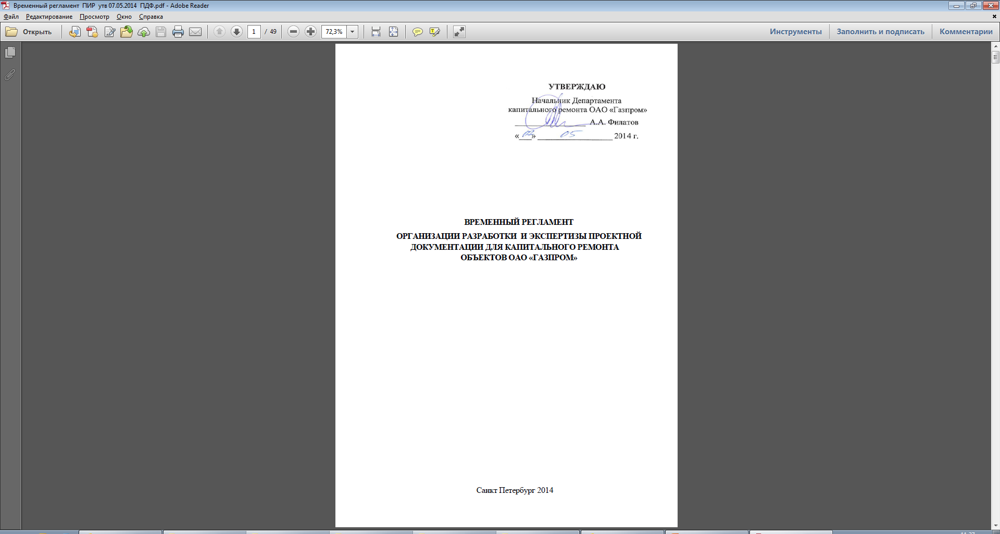 Временный регламент ПИР утв 07.05.2014 ПДФ.pdf - Adobe Reader
Файл Редактирование Просмотр Окно Справка
Открыть 1 / 49 72,3% Инструменты Заполнить и подписать Комментарии
УТВЕРЖДАЮ
Начальник Департамента
капитального ремонта ОАО «Газпром»
А.А. Филатов
«07» 05 2014 г.
ВРЕМЕННЫЙ РЕГЛАМЕНТ
ОРГАНИЗАЦИИ РАЗРАБОТКИ И ЭКСПЕРТИЗЫ ПРОЕКТНОЙ
ДОКУМЕНТАЦИИ ДЛЯ КАПИТАЛЬНОГО РЕМОНТА
ОБЪЕКТОВ ОАО «ГАЗПРОМ»
Санкт Петербург 2014